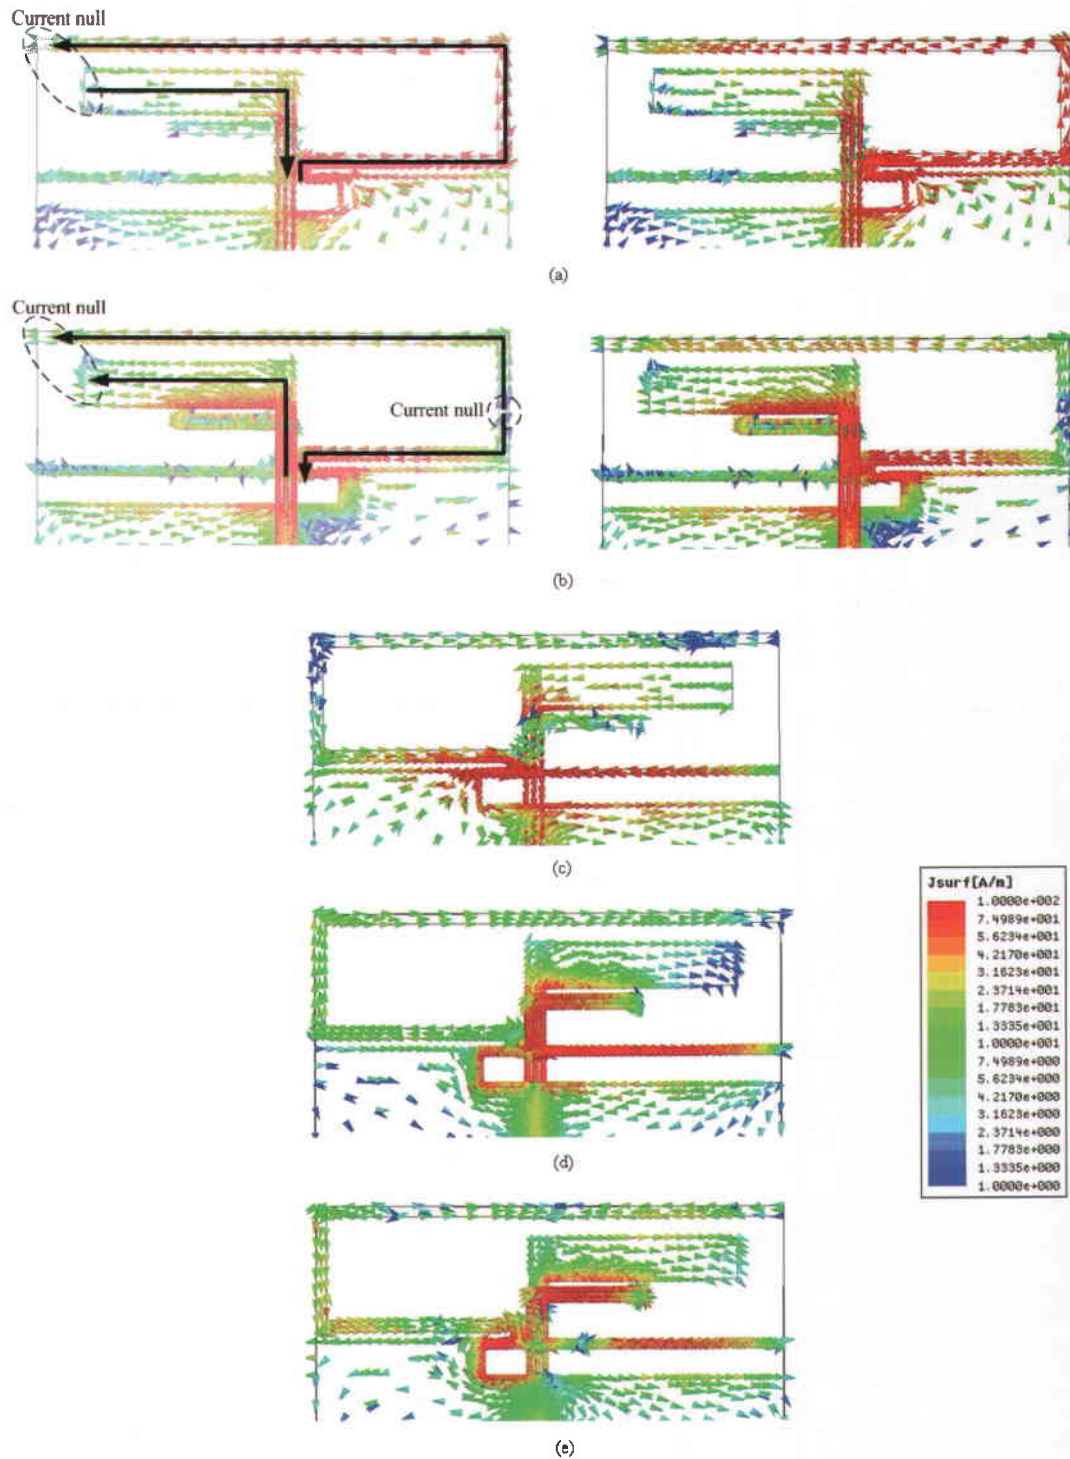 Current null
(a)
Current null
Current null
(b)
(c)
Jsurf[A/m]
1.0000e+002
7.4989e+001
5.6234e+001
4.2170e+001
3.1623e+001
2.3714e+001
1.7783e+001
1.3335e+001
1.0000e+001
7.4989e+000
5.6234e+000
4.2170e+000
3.1623e+000
2.3714e+000
1.7783e+000
1.3335e+000
1.0000e+000
(d)
(e)